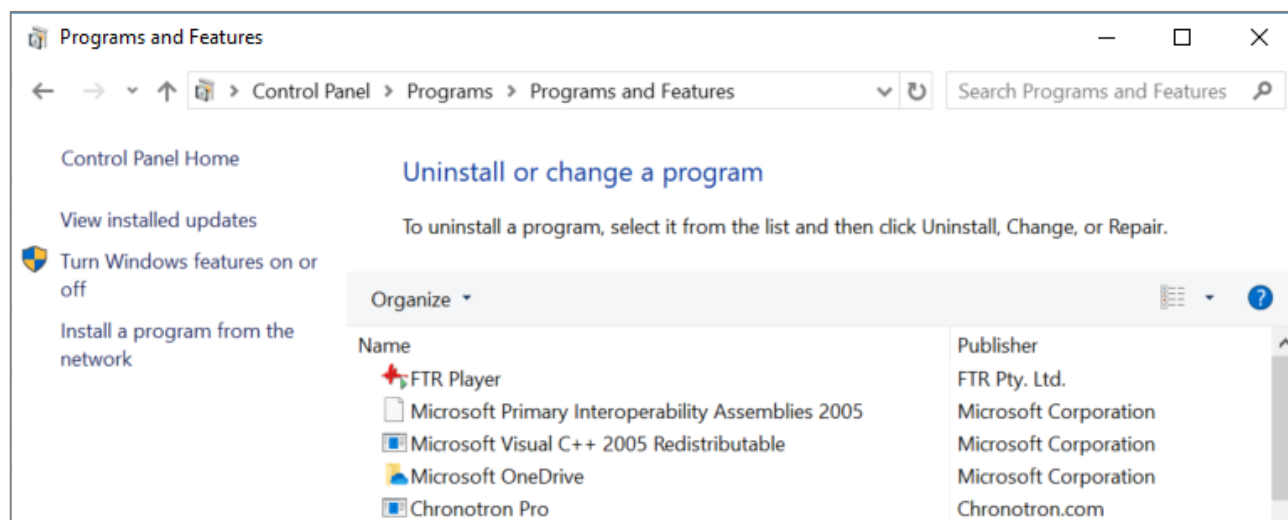 Programs and Features
Control Panel > Programs > Programs and Features
Search Programs and Features
Control Panel Home
View installed updates
Turn Windows features on or
off
Install a program from the
network
Uninstall or change a program
To uninstall a program, select it from the list and then click Uninstall, Change, or Repair.
Organize
Name Publisher
FTR Player FTR Pty. Ltd.
Microsoft Primary Interoperability Assemblies 2005 Microsoft Corporation
Microsoft Visual C++ 2005 Redistributable Microsoft Corporation
Microsoft OneDrive Microsoft Corporation
Chronotron Pro Chronotron.com